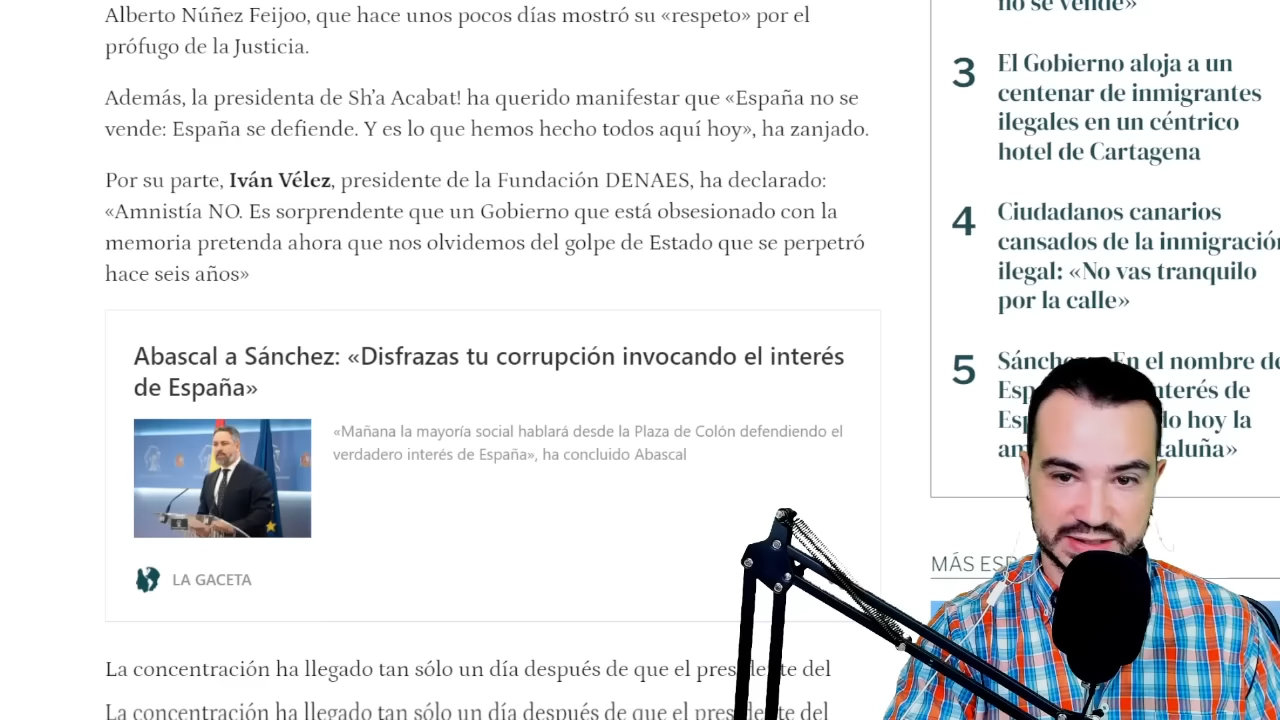 Alberto Núñez Feijoo, que hace unos pocos días mostró su «respeto» por el
prófugo de la Justicia.
Además, la presidenta de Sh’a Acabat! ha querido manifestar que «España no se
vende: España se defiende. Y es lo que hemos hecho todos aquí hoy», ha zanjado.
Por su parte, Iván Vélez, presidente de la Fundación DENAES, ha declarado:
«Amnistía NO. Es sorprendente que un Gobierno que está obsesionado con la
memoria pretenda ahora que nos olvidemos del golpe de Estado que se perpetró
hace seis años»
Abascal a Sánchez: «Disfrazas tu corrupción invocando el interés
de España»
«Mañana la mayoría social hablará desde la Plaza de Colón defendiendo el
verdadero interés de España», ha concluido Abascal
LA GACETA
La concentración ha llegado tan sólo un día después de que el presidente del
La concentración ha llegado tan sólo un día después de que el presidente del
no se vende»
3
El Gobierno aloja a un
centenar de inmigrantes
ilegales en un céntrico
hotel de Cartagena
4
Ciudadanos canarios
cansados de la inmigración
ilegal: «No vas tranquilo
por la calle»
5
En el nombre de
interés de
hoy la
MÁS